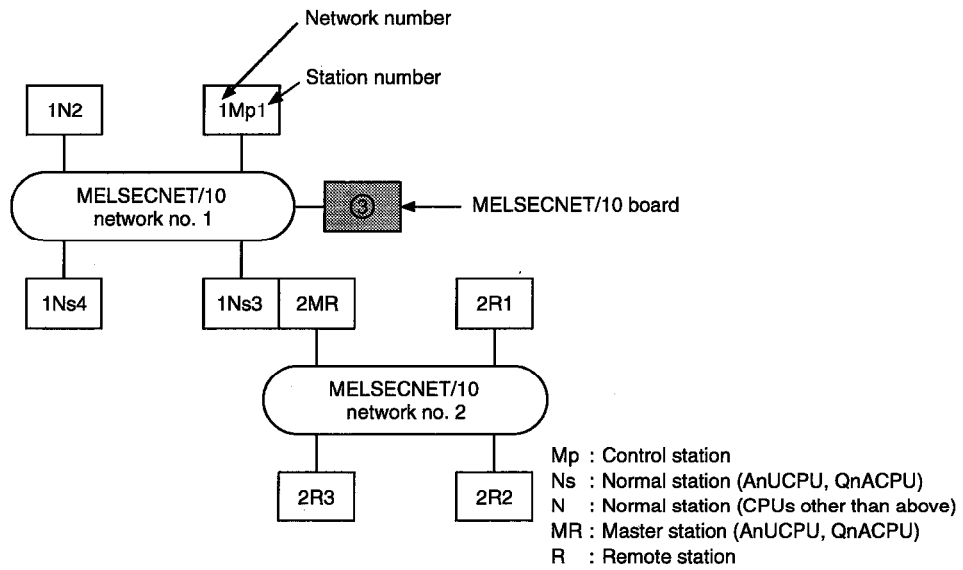 Network number
Station number
1N2
1Mp1
MELSECNET/10
network no. 1
③
MELSECNET/10 board
1Ns4
1Ns3
2MR
2R1
MELSECNET/10
network no. 2
2R3
2R2
Mp : Control station
Ns : Normal station (AnUCPU, QnACPU)
N : Normal station (CPUs other than above)
MR : Master station (AnUCPU, QnACPU)
R : Remote station